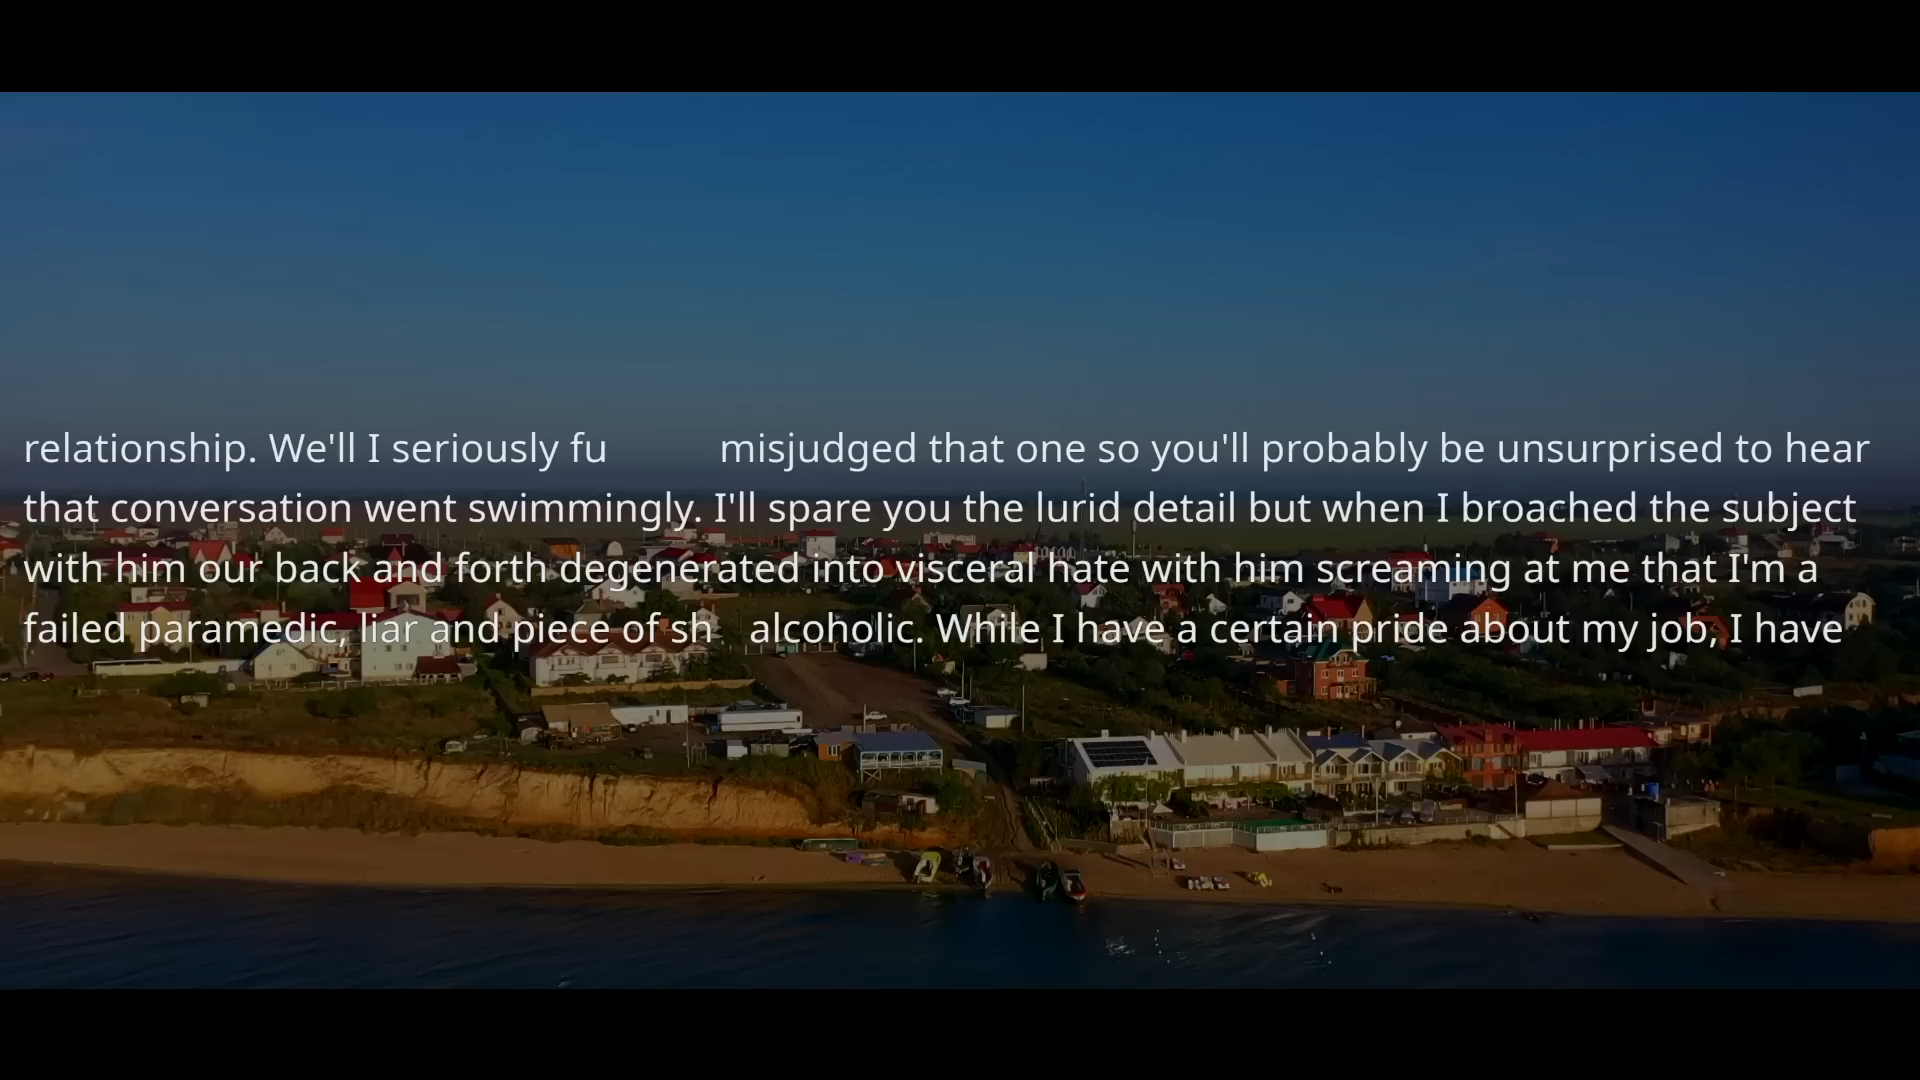 relationship. We'll I seriously fu misjudged that one so you'll probably be unsurprised to hear
that conversation went swimmingly. I'll spare you the lurid detail but when I broached the subject
with him our back and forth degenerated into visceral hate with him screaming at me that I'm a
failed paramedic, liar and piece of sh alcoholic. While I have a certain pride about my job, I have